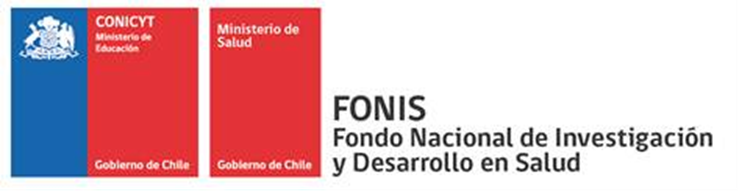 CONICYT
Ministerio de
Educación
Gobierno de Chile
Ministerio de
Salud
Gobierno de Chile
FONIS
Fondo Nacional de Investigación
y Desarrollo en Salud